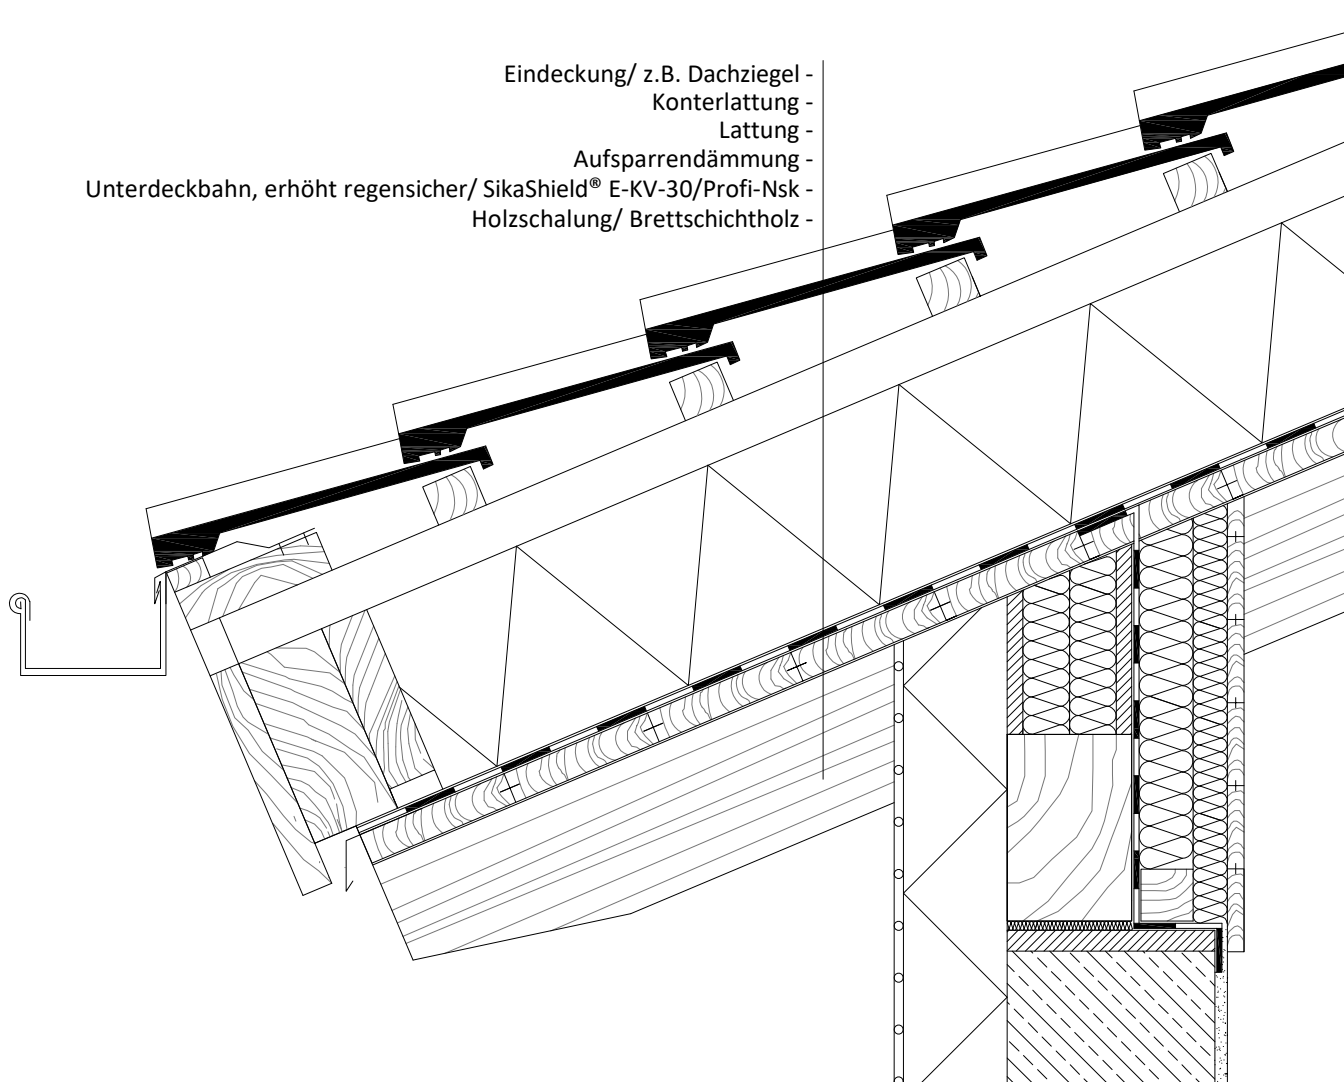 Eindeckung/ z.B. Dachziegel -
Konterlattung -
Lattung -
Aufsparrendämmung -
Unterdeckbahn, erhöht regensicher/ SikaShield® E-KV-30/Profi-Nsk -
Holzschalung/ Brettschichtholz -